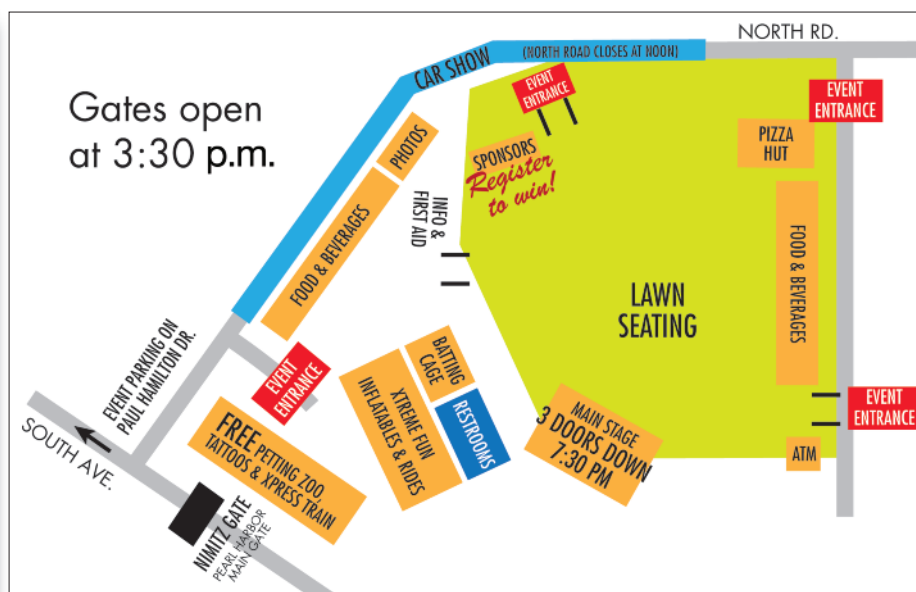 NORTH RD.
CAR SHOW
(NORTH ROAD CLOSES AT NOON)
Gates open
at 3:30 p.m.
EVENT
ENTRANCE
EVENT
ENTRANCE
PHOTOS
SPONSORS
Register
to win!
PIZZA
HUT
INFO &
FIRST AID
FOOD & BEVERAGES
FOOD & BEVERAGES
LAWN
SEATING
EVENT PARKING ON
PAUL HAMILTON DR.
EVENT
ENTRANCE
BATTING
CAGE
XTREME FUN
INFLATABLES & RIDES
RESTROOMS
MAIN STAGE
3 DOORS DOWN
7:30 PM
EVENT
ENTRANCE
ATM
SOUTH AVE.
FREE PETTING ZOO,
TATTOOS & XPRESS TRAIN
NIMITZ GATE
PEARL HARBOR
MAIN GATE